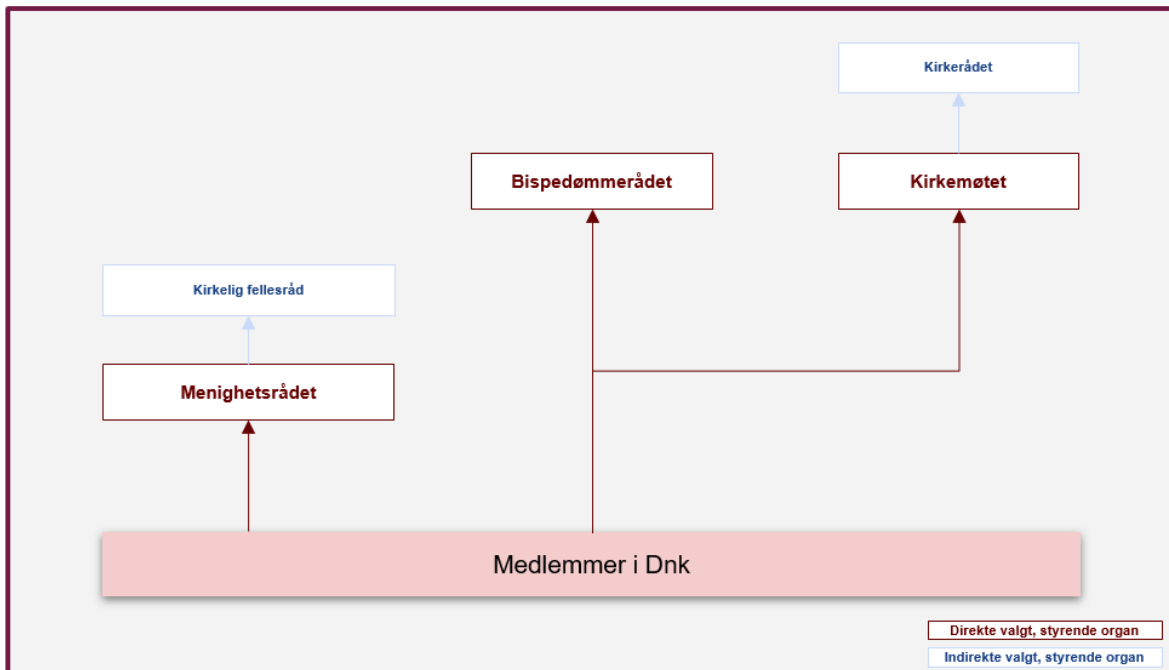 Kirkerådet
Bispedømmerådet
Kirkemøtet
Kirkelig fellesråd
Menighetsrådet
Medlemmer i Dnk
Direkte valgt, styrende organ
Indirekte valgt, styrende organ